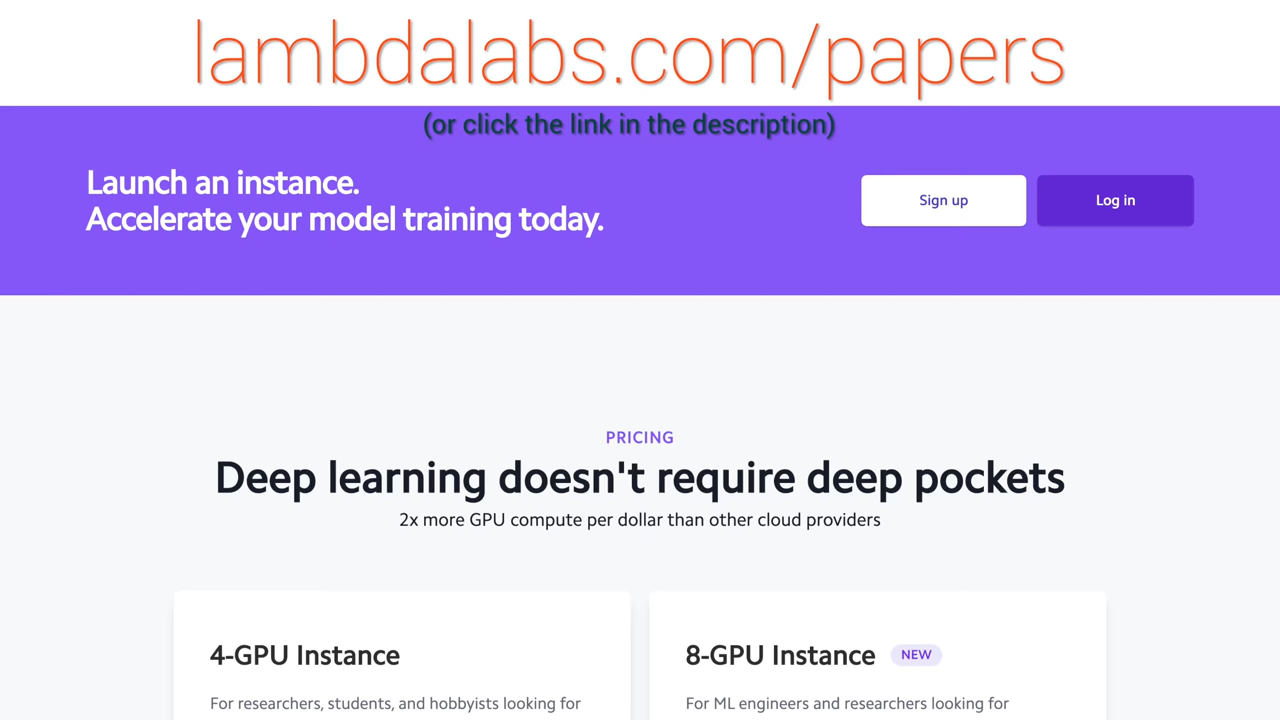 lambdalabs.com/papers
(or click the link in the description)
Launch an instance.
Accelerate your model training today.
Sign up
Log in
PRICING
Deep learning doesn't require deep pockets
2x more GPU compute per dollar than other cloud providers
4-GPU Instance
For researchers, students, and hobbyists looking for
8-GPU Instance NEW
For ML engineers and researchers looking for